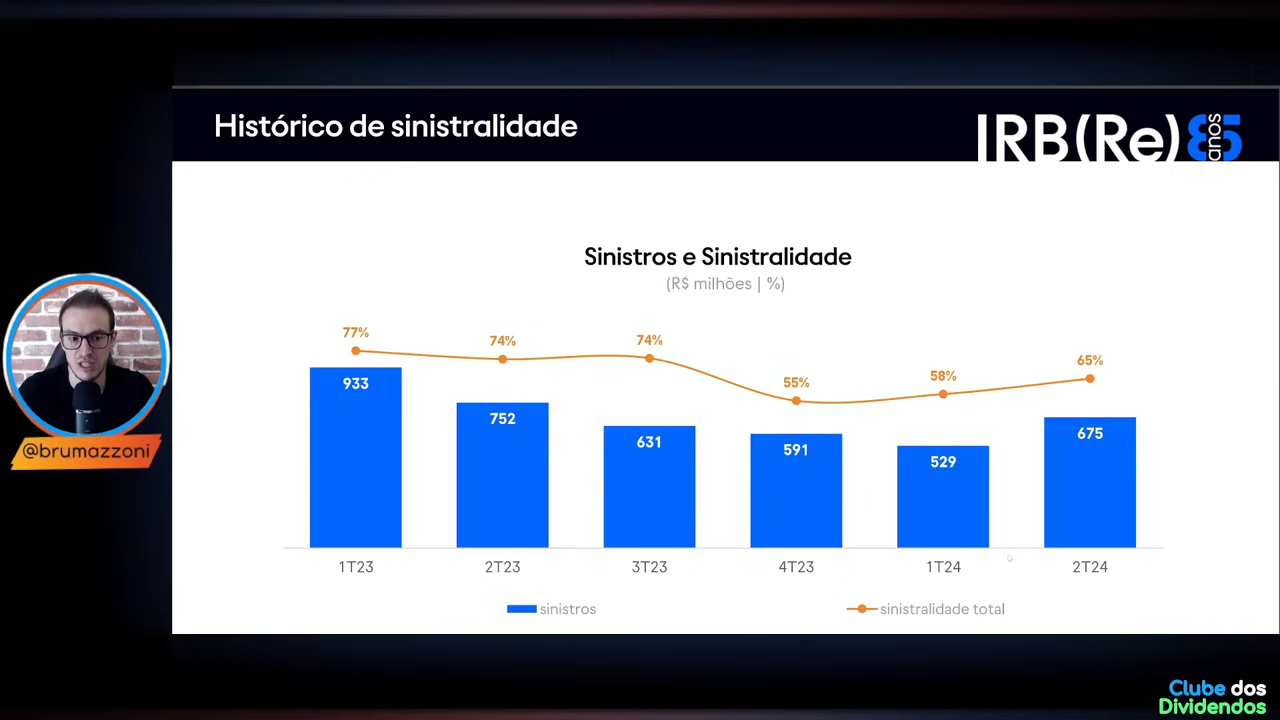 Histórico de sinistralidade
IRB(Re) 85 anos
Sinistros e Sinistralidade
(R$ milhões | %)
77% 74% 74% 55% 58% 65%
933 752 631 591 529 675
1T23 2T23 3T23 4T23 1T24 2T24
sinistros sinistralidade total
@brumazzoni
Clube dos
Dividendos